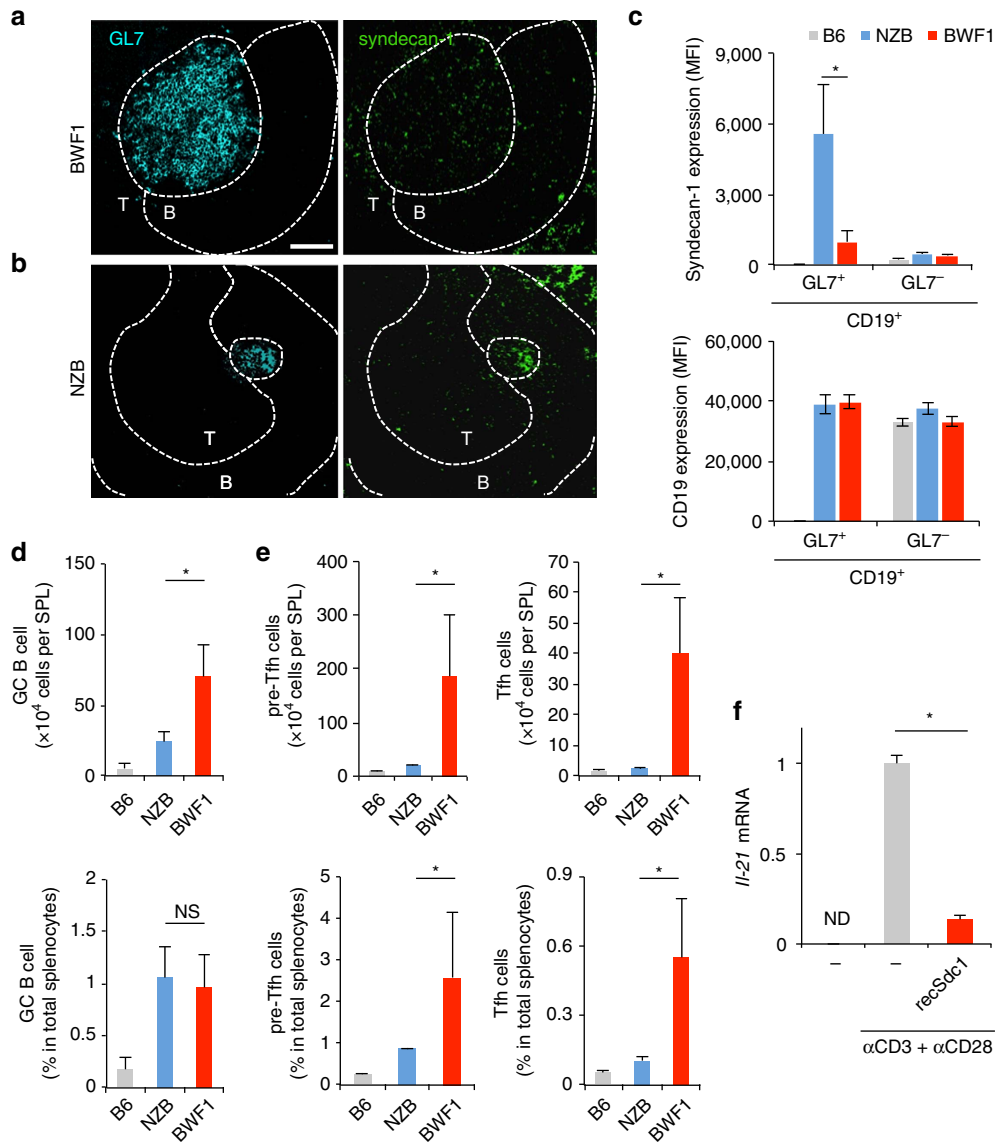 a
GL7
syndecan-1
BWF1
T
B
T
B
b
NZB
T
B
T
B
c
B6 NZB BWF1
Syndecan-1 expression (MFI)
9,000
6,000
3,000
0
*
GL7+ GL7–
CD19+
CD19 expression (MFI)
60,000
40,000
20,000
0
GL7+ GL7–
CD19+
d
GC B cell
(×10⁴ cells per SPL)
150
100
50
0
*
B6 NZB BWF1
GC B cell
(% in total splenocytes)
2
1.5
1
0.5
0
NS
B6 NZB BWF1
e
pre-Tfh cells
(×10⁴ cells per SPL)
400
300
200
100
0
*
B6 NZB BWF1
Tfh cells
(×10⁴ cells per SPL)
70
60
50
40
30
20
10
0
*
B6 NZB BWF1
pre-Tfh cells
(% in total splenocytes)
5
4
3
2
1
0
*
B6 NZB BWF1
Tfh cells
(% in total splenocytes)
0.9
0.6
0.3
0
*
B6 NZB BWF1
f
Il-21 mRNA
1
0.5
0
ND
*
– – recSdc1
αCD3 + αCD28